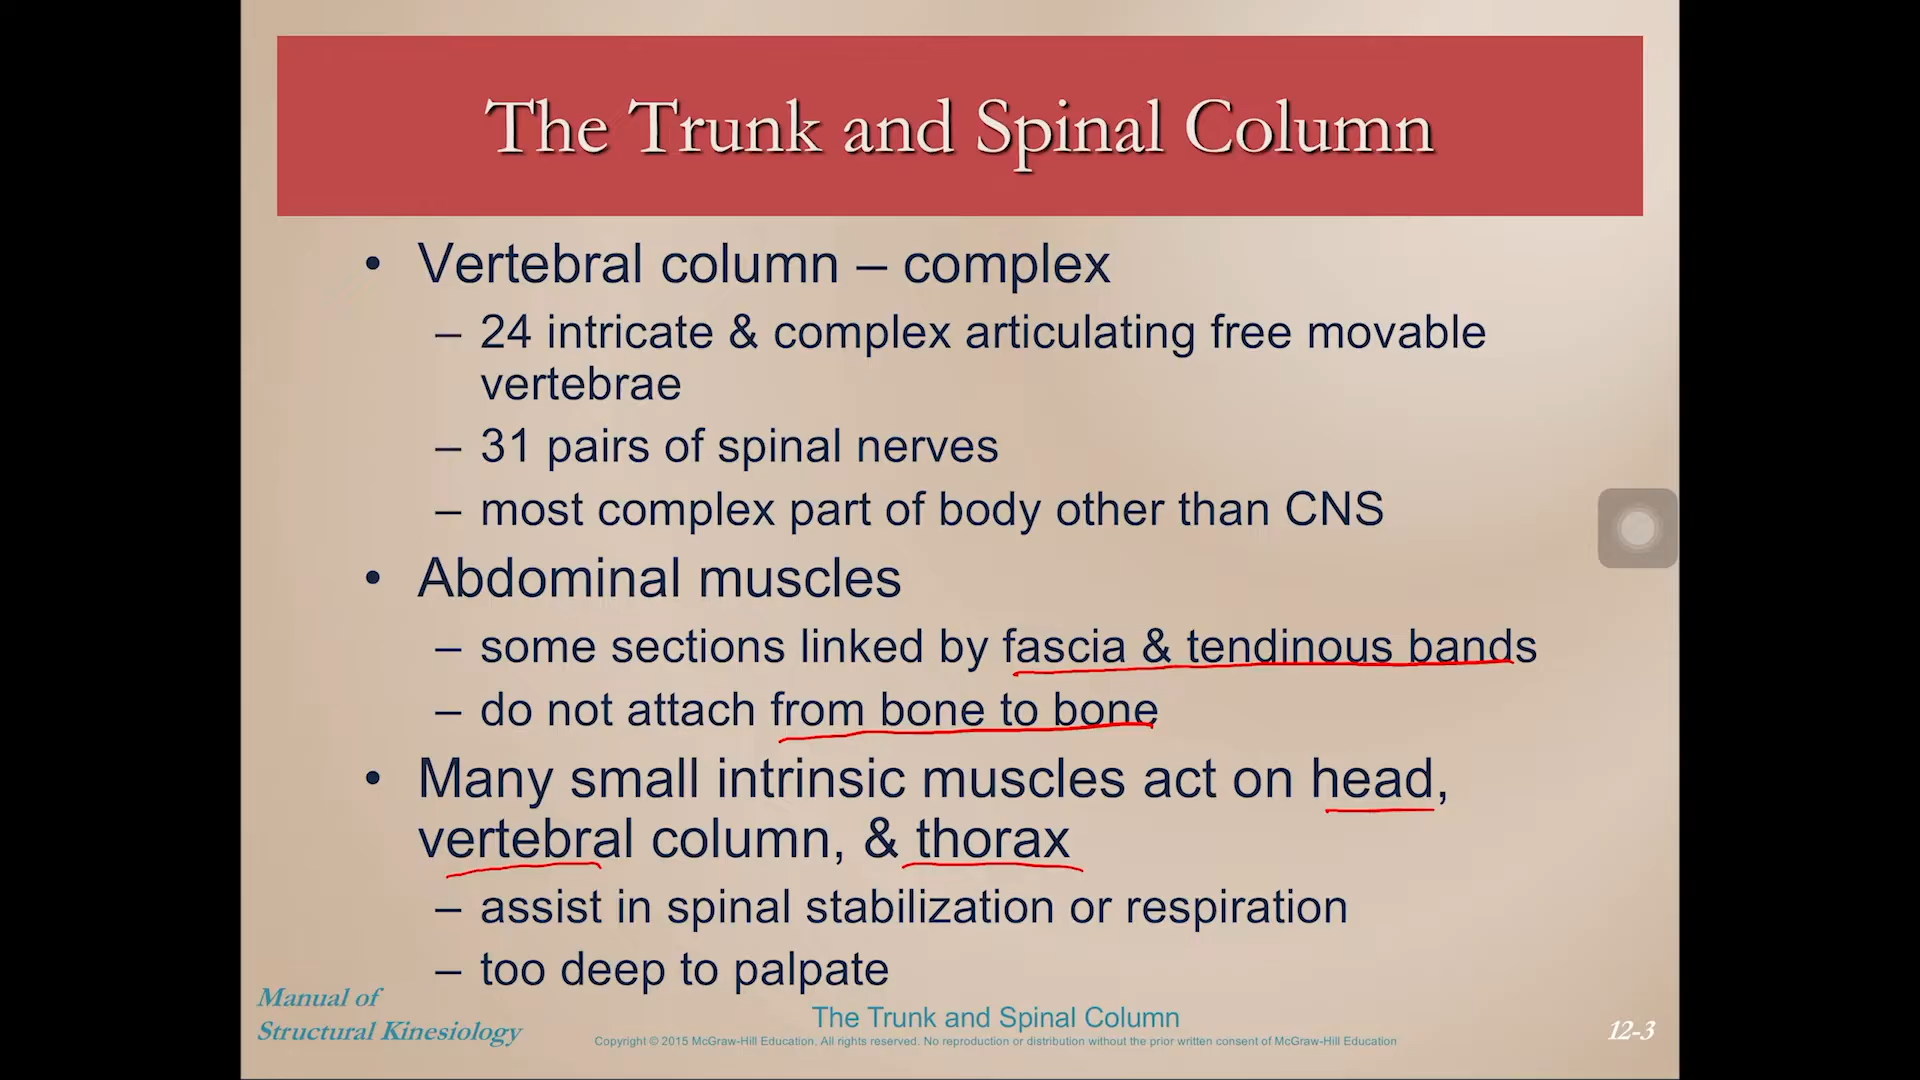 The Trunk and Spinal Column
• Vertebral column – complex
– 24 intricate & complex articulating free movable
vertebrae
– 31 pairs of spinal nerves
– most complex part of body other than CNS
• Abdominal muscles
– some sections linked by fascia & tendinous bands
– do not attach from bone to bone
• Many small intrinsic muscles act on head,
vertebral column, & thorax
– assist in spinal stabilization or respiration
– too deep to palpate
Manual of
Structural Kinesiology
The Trunk and Spinal Column
Copyright © 2015 McGraw-Hill Education. All rights reserved. No reproduction or distribution without the prior written consent of McGraw-Hill Education
12-3